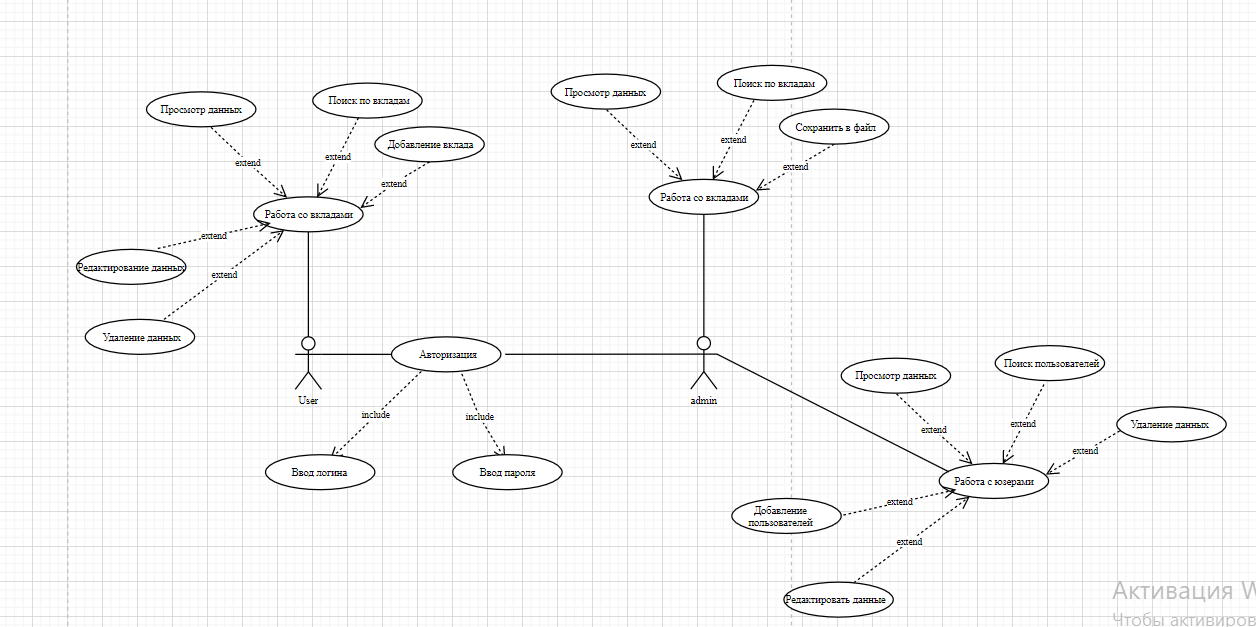 Просмотр данных
Поиск по вкладам
Добавление вклада
extend
extend
extend
Работа со вкладами
extend
Редактирование данных
extend
Удаление данных
User
Авторизация
include
include
Ввод логина
Ввод пароля
Просмотр данных
Поиск по вкладам
Сохранить в файл
extend
extend
extend
Работа со вкладами
admin
Просмотр данных
Поиск пользователей
Удаление данных
extend
extend
extend
Работа с юзерами
Добавление
пользователей
extend
extend
Редактировать данные
Активация W
Чтобы активиров